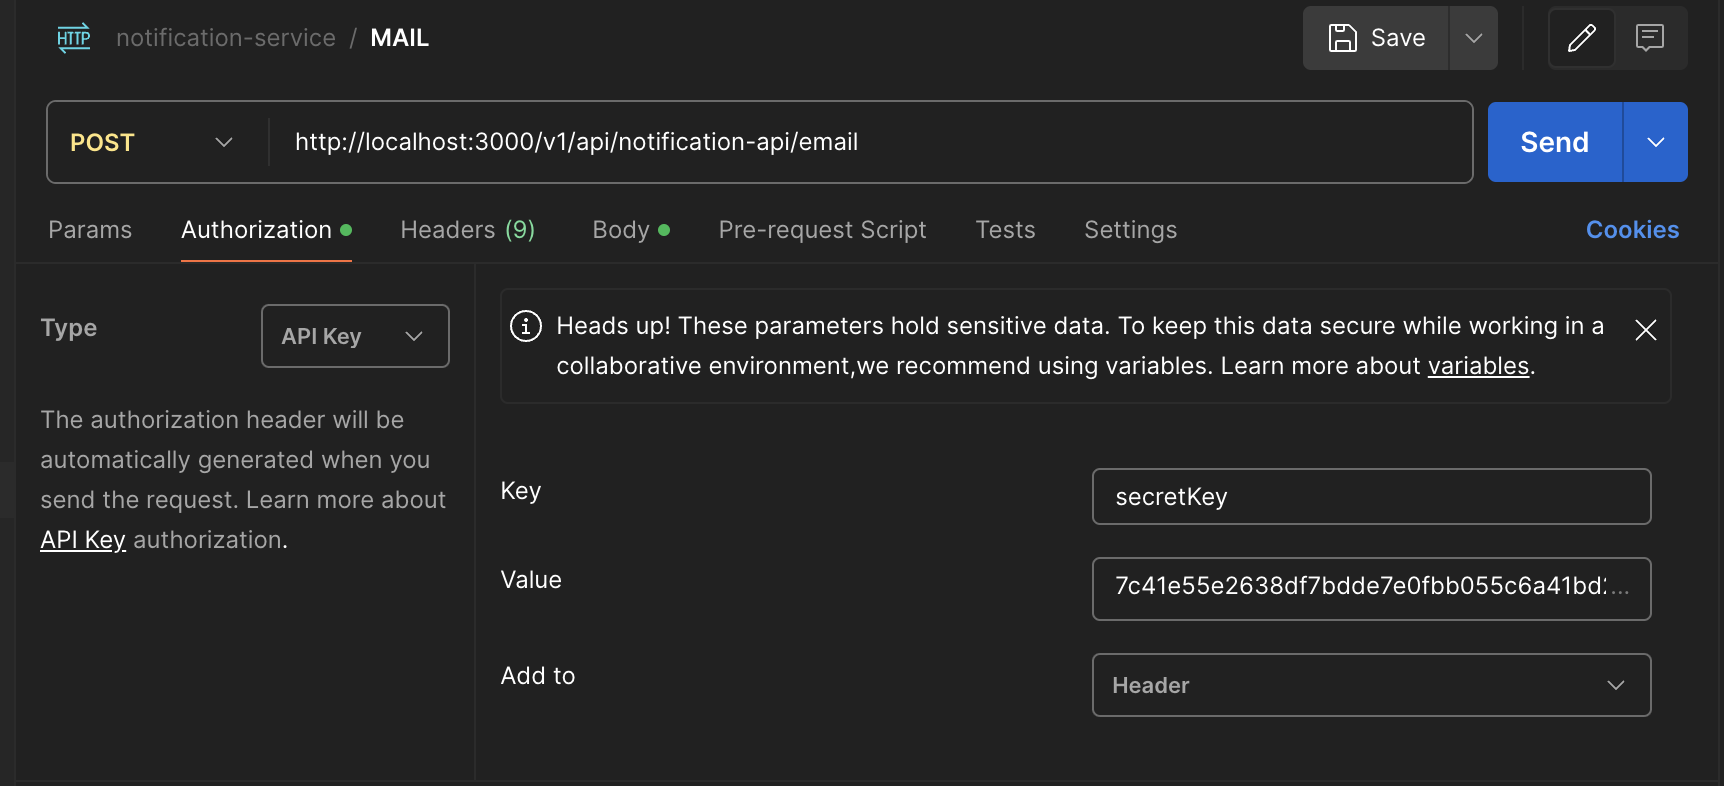 HTTP notification-service / MAIL
Save
POST http://localhost:3000/v1/api/notification-api/email
Send
Params Authorization Headers (9) Body Pre-request Script Tests Settings Cookies
Type
API Key
The authorization header will be
automatically generated when you
send the request. Learn more about
API Key authorization.
Heads up! These parameters hold sensitive data. To keep this data secure while working in a
collaborative environment,we recommend using variables. Learn more about variables.
Key
secretKey
Value
7c41e55e2638df7bdde7e0fbb055c6a41bd...
Add to
Header